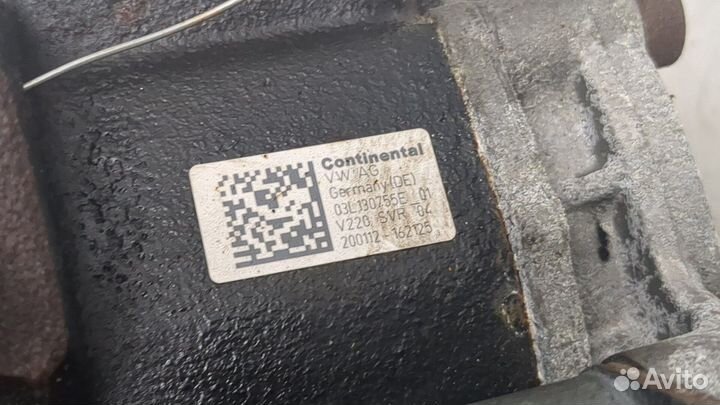 Continental
VW AG
Germany (DE)
03L130755E 01
V220, SVR 04
200112 162125
Avito